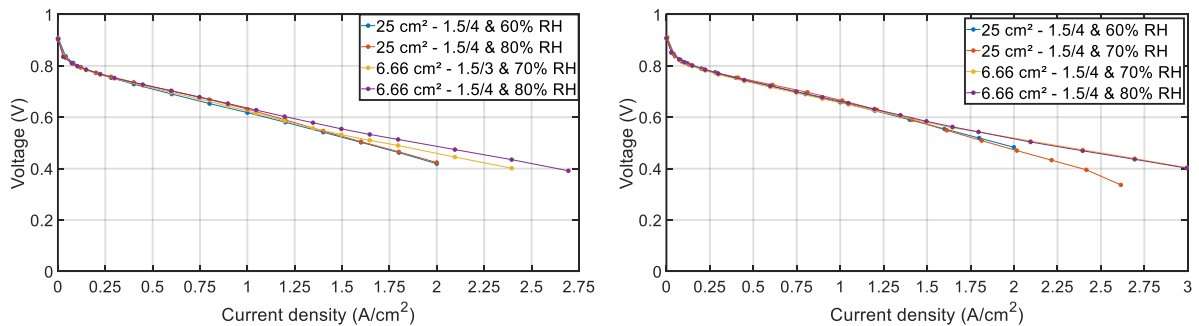 1
0.8
0.6
0.4
0.2
0
Voltage (V)
0 0.25 0.5 0.75 1 1.25 1.5 1.75 2 2.25 2.5 2.75
Current density (A/cm²)
25 cm² - 1.5/4 & 60% RH
25 cm² - 1.5/4 & 80% RH
6.66 cm² - 1.5/3 & 70% RH
6.66 cm² - 1.5/4 & 80% RH
1
0.8
0.6
0.4
0.2
0
Voltage (V)
0 0.25 0.5 0.75 1 1.25 1.5 1.75 2 2.25 2.5 2.75 3
Current density (A/cm²)
25 cm² - 1.5/4 & 60% RH
25 cm² - 1.5/4 & 70% RH
6.66 cm² - 1.5/4 & 70% RH
6.66 cm² - 1.5/4 & 80% RH